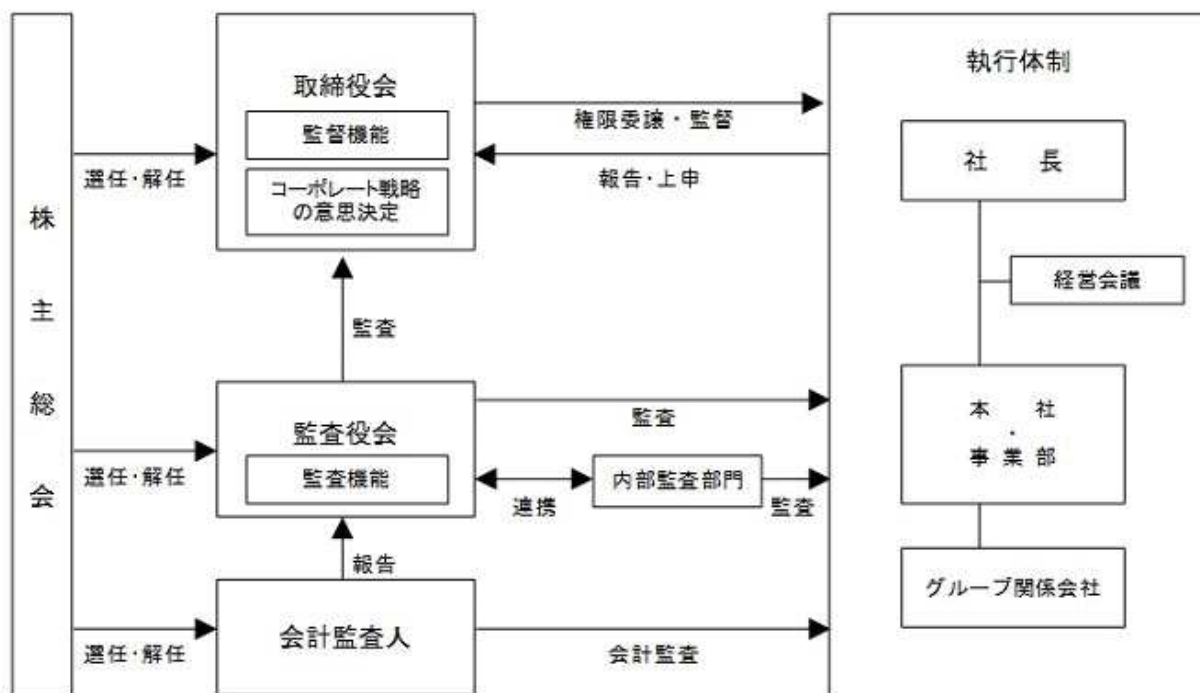 株主総会
選任・解任
選任・解任
選任・解任
取締役会
監督機能
コーポレート戦略
の意思決定
監査
監査役会
監査機能
報告
会計監査人
権限委譲・監督
報告・上申
監査
連携
内部監査部門
監査
会計監査
執行体制
社長
経営会議
本社
・
事業部
グループ関係会社